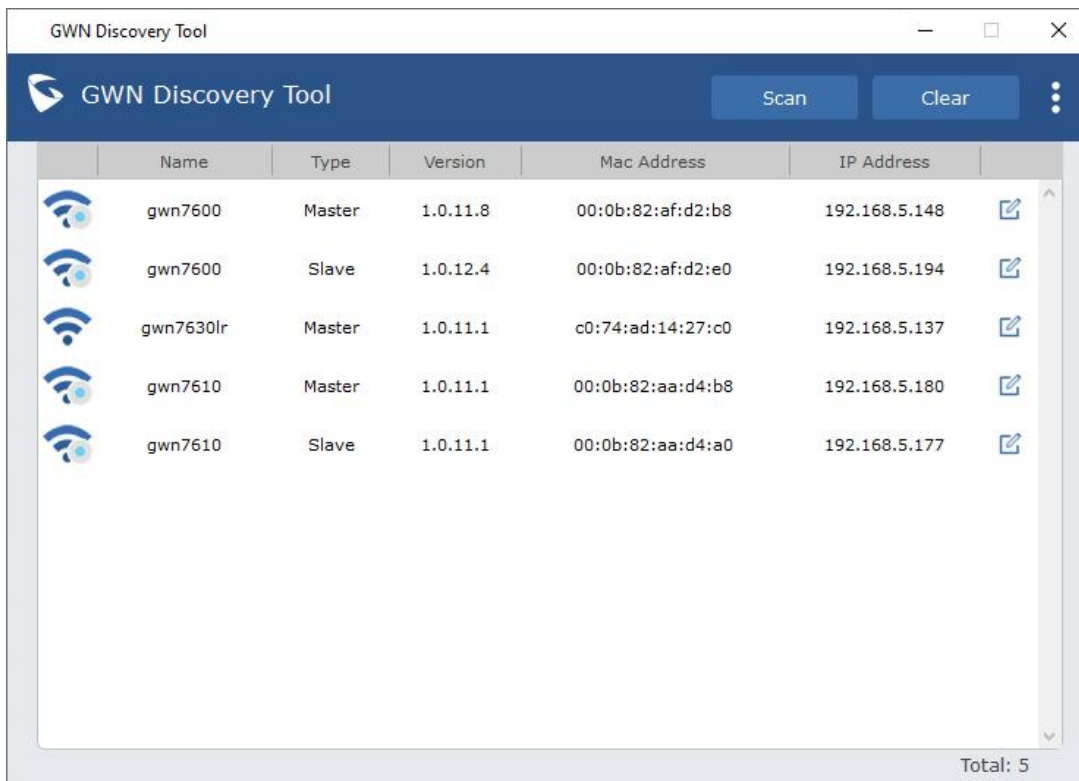 GWN Discovery Tool
GWN Discovery Tool Scan Clear
Name Type Version Mac Address IP Address
gwn7600 Master 1.0.11.8 00:0b:82:af:d2:b8 192.168.5.148
gwn7600 Slave 1.0.12.4 00:0b:82:af:d2:e0 192.168.5.194
gwn7630lr Master 1.0.11.1 c0:74:ad:14:27:c0 192.168.5.137
gwn7610 Master 1.0.11.1 00:0b:82:aa:d4:b8 192.168.5.180
gwn7610 Slave 1.0.11.1 00:0b:82:aa:d4:a0 192.168.5.177
Total: 5